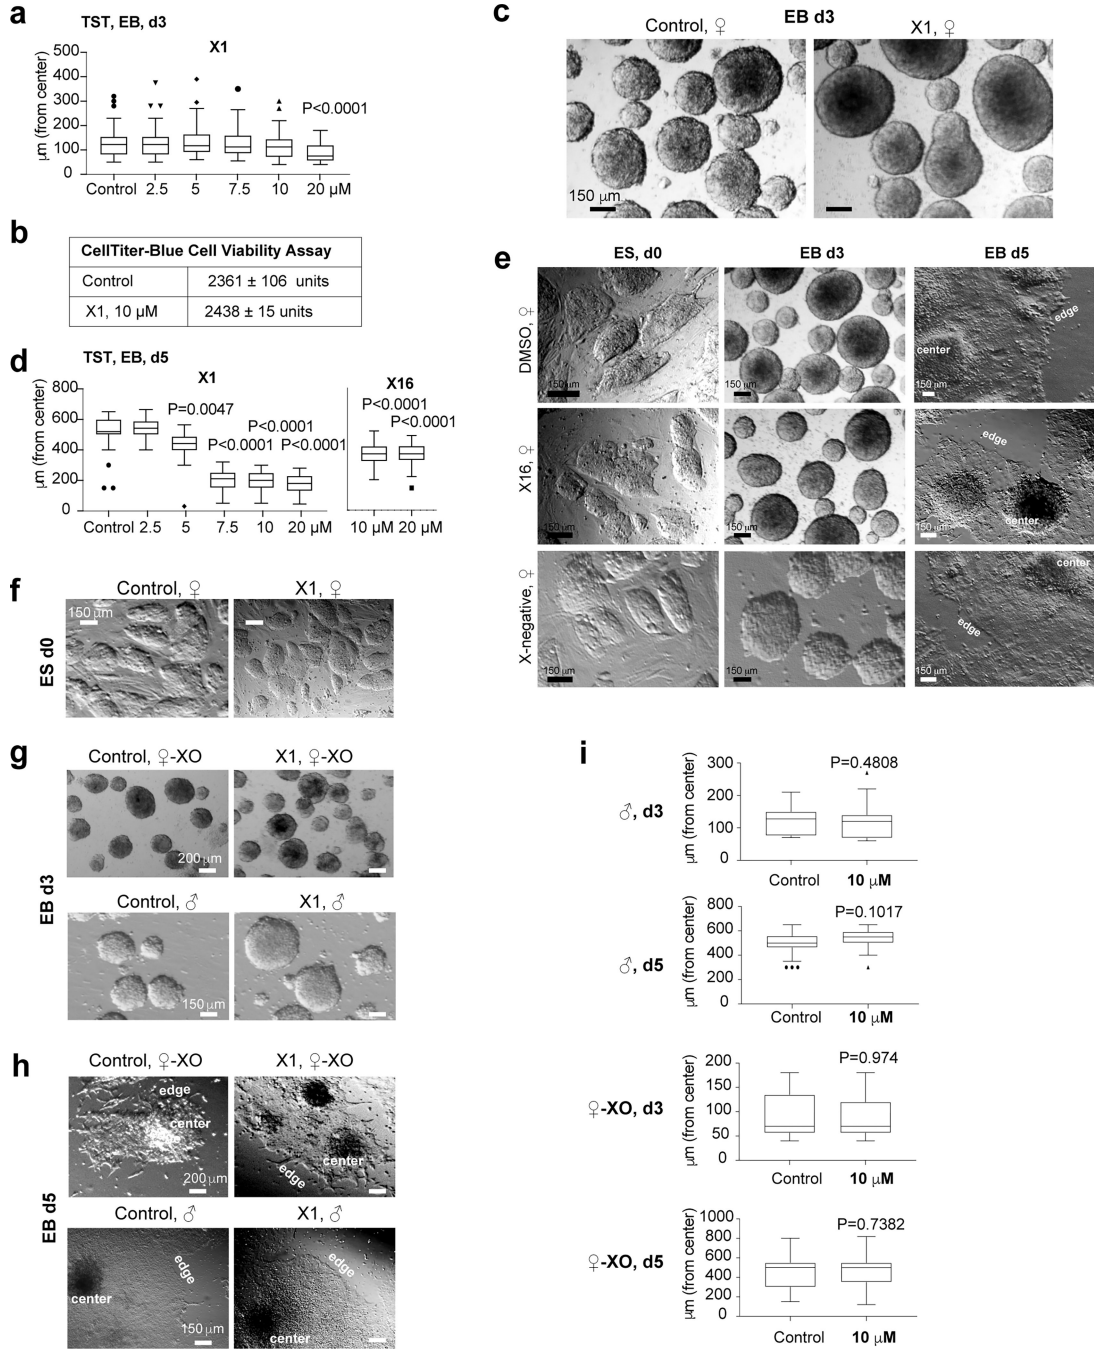 a
TST, EB, d3
X1
500
400
300
200
100
0
µm (from center)
P<0.0001
Control 2.5 5 7.5 10 20 µM
b
CellTiter-Blue Cell Viability Assay
Control 2361 ± 106 units
X1, 10 µM 2438 ± 15 units
c
EB d3
Control, ♀ X1, ♀
150 µm
d
TST, EB, d5
X1
X16
800
600
400
200
0
µm (from center)
P=0.0047
P<0.0001
P<0.0001
P<0.0001
P<0.0001
P<0.0001
Control 2.5 5 7.5 10 20 µM
10 µM 20 µM
e
ES, d0 EB d3 EB d5
DMSO, ♀
150 µm
150 µm
center
edge
150 µm
X16, ♀
150 µm
150 µm
edge
center
150 µm
X-negative, ♀
150 µm
150 µm
center
edge
150 µm
f
Control, ♀ X1, ♀
ES d0
150 µm
g
Control, ♀-XO X1, ♀-XO
200 µm
EB d3
Control, ♂ X1, ♂
150 µm
h
Control, ♀-XO X1, ♀-XO
edge
center
200 µm
center
edge
EB d5
Control, ♂ X1, ♂
edge
center
150 µm
edge
center
i
♂, d3
300
200
100
0
µm (from center)
P=0.4808
Control 10 µM
♂, d5
800
600
400
200
0
µm (from center)
P=0.1017
Control 10 µM
♀-XO, d3
200
150
100
50
0
µm (from center)
P=0.974
Control 10 µM
♀-XO, d5
1000
800
600
400
200
0
µm (from center)
P=0.7382
Control 10 µM